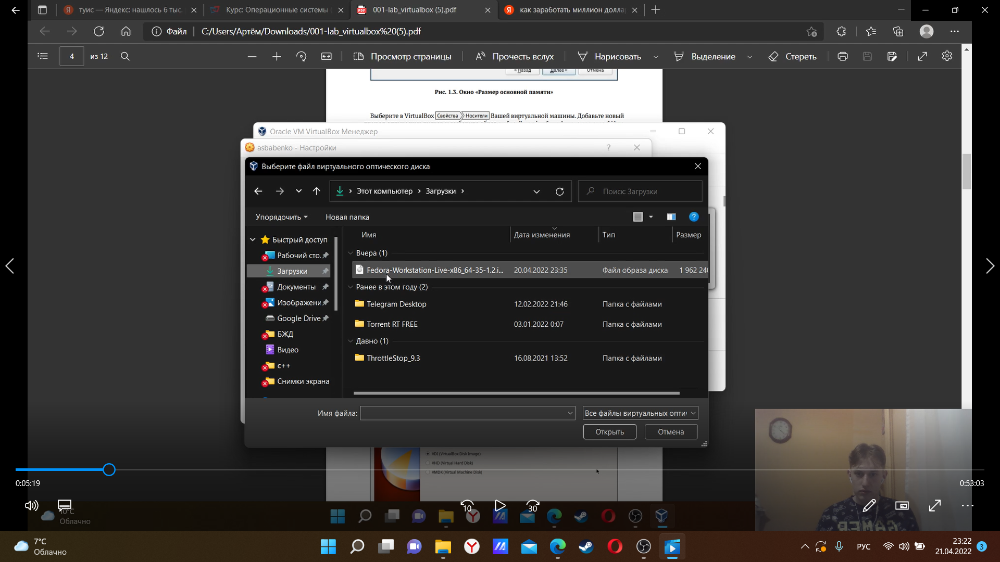 туис — Яндекс: нашлось 6 тыс.
Курс: Операционные системы
001-lab_virtualbox (5).pdf
как заработать миллион долла
Файл
C:/Users/Артём/Downloads/001-lab_virtualbox%20(5).pdf
4 из 12
Просмотр страницы
Прочесть вслух
Нарисовать
Выделение
Стереть
< Назад Далее > Отмена
Рис. 1.3. Окно «Размер основной памяти»
Выберите в VirtualBox Свойства Носители Вашей виртуальной машины. Добавьте новый
Oracle VM VirtualBox Менеджер
asbabenko - Настройки
?
Выберите файл виртуального оптического диска
Этот компьютер › Загрузки ›
Поиск: Загрузки
Упорядочить
Новая папка
Имя
Дата изменения
Тип
Размер
Быстрый доступ
Рабочий сто.
Загрузки
Документы
Изображени
Google Drive
БЖД
Видео
c++
Снимки экрана
Вчера (1)
Fedora-Workstation-Live-x86_64-35-1.2.i... 20.04.2022 23:35 Файл образа диска 1 962 240
Ранее в этом году (2)
Telegram Desktop 12.02.2022 21:46 Папка с файлами
Torrent RT FREE 03.01.2022 0:07 Папка с файлами
Давно (1)
ThrottleStop_9.3 16.08.2021 13:52 Папка с файлами
Имя файла:
Все файлы виртуальных опти
Открыть
Отмена
VDI (VirtualBox Disk Image)
VHD (Virtual Hard Disk)
VMDK (Virtual Machine Disk)
0:05:19
0:53:03
10
30
10°C
Облачно
GAMER
7°C
Облачно
РУС
23:22
21.04.2022
3